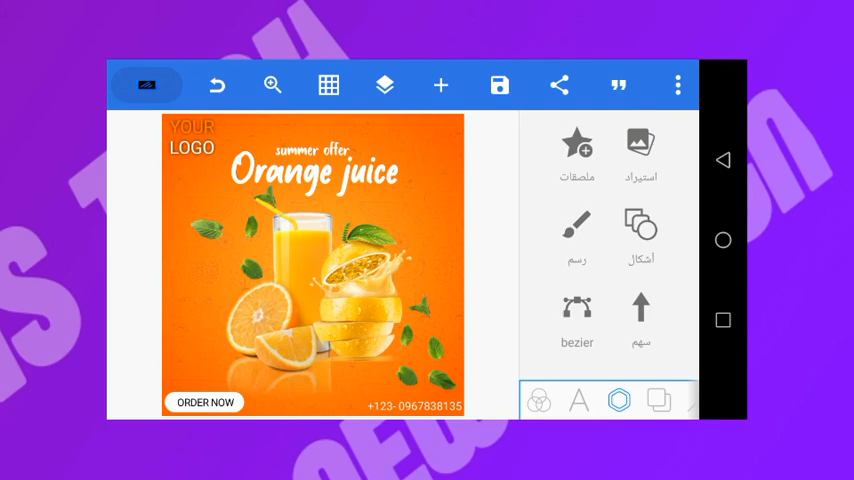 YOUR
LOGO
summer offer
Orange juice
ORDER NOW
+123- 0967838135
استيراد
ملصقات
أشكال
رسم
سهم
bezier